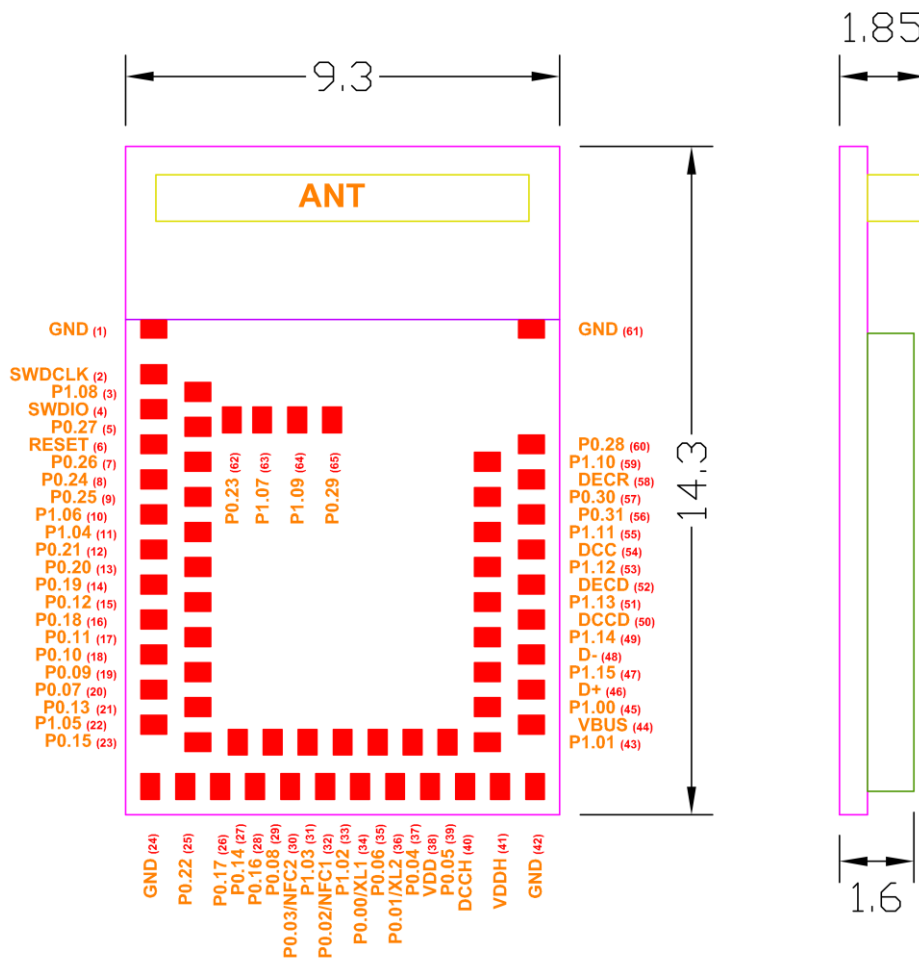 1.85
9.3
ANT
GND (1)
GND (61)
SWDCLK (2)
P1.08 (3)
SWDIO (4)
P0.27 (5)
RESET (6)
P0.26 (7)
P0.24 (8)
P0.25 (9)
P1.06 (10)
P1.04 (11)
P0.21 (12)
P0.20 (13)
P0.19 (14)
P0.12 (15)
P0.18 (16)
P0.11 (17)
P0.10 (18)
P0.09 (19)
P0.07 (20)
P0.13 (21)
P1.05 (22)
P0.15 (23)
P0.23 (62)
P1.07 (63)
P1.09 (64)
P0.29 (65)
P0.28 (60)
P1.10 (59)
DECR (58)
P0.30 (57)
P0.31 (56)
P1.11 (55)
DCC (54)
P1.12 (53)
DECD (52)
P1.13 (51)
DCCD (50)
P1.14 (49)
D- (48)
P1.15 (47)
D+ (46)
P1.00 (45)
VBUS (44)
P1.01 (43)
14.3
GND (24)
P0.22 (25)
P0.17 (26)
P0.14 (27)
P0.16 (28)
P0.08 (29)
P0.03/NFC2 (30)
P1.03 (31)
P0.02/NFC1 (32)
P1.02 (33)
P0.00/XL1 (34)
P0.06 (35)
P0.01/XL2 (36)
P0.04 (37)
VDD (38)
P0.05 (39)
DCCH (40)
VDDH (41)
GND (42)
1.6